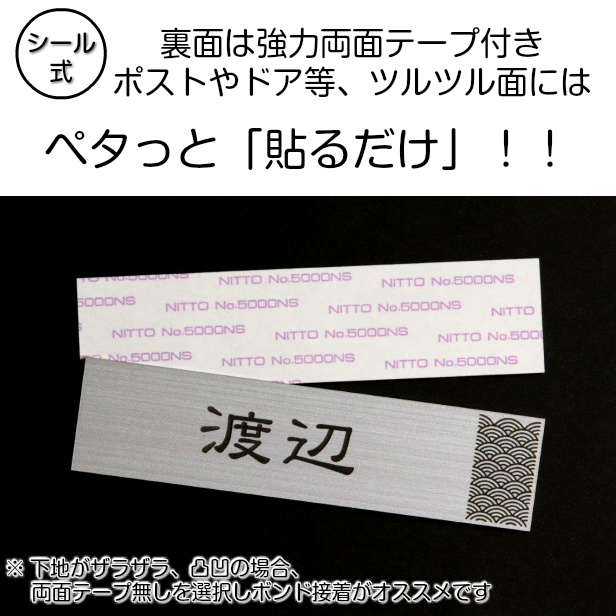 シール
式
裏面は強力両面テープ付き
ポストやドア等、ツルツル面には
ペタっと「貼るだけ」！！
NITTO No.5000NS
5000NS NITTO No.5000NS NITTO No.5000NS
NITTO No.5000NS NITTO No.5000NS NITTO
5000NS NITTO No.5000NS NITTO No.5000NS
渡辺
※ 下地がザラザラ、凸凹の場合、
両面テープ無しを選択しボンド接着がオススメです